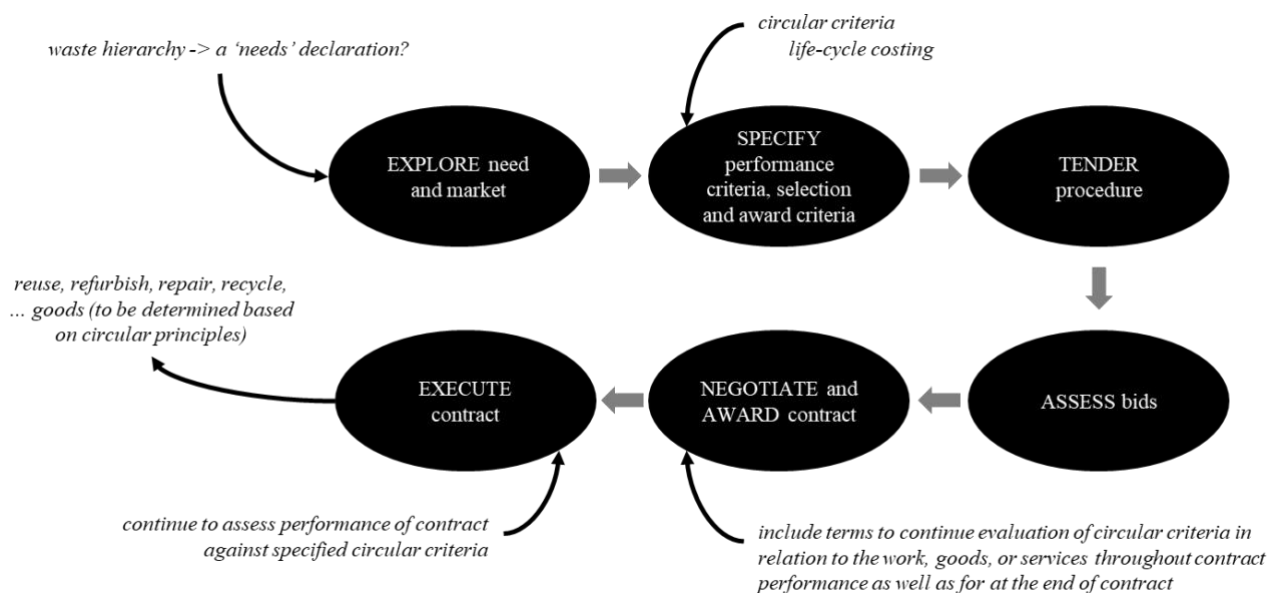 waste hierarchy -> a ‘needs’ declaration?
circular criteria
life-cycle costing
EXPLORE need
and market
SPECIFY
performance
criteria, selection
and award criteria
TENDER
procedure
reuse, refurbish, repair, recycle,
... goods (to be determined based
on circular principles)
EXECUTE
contract
NEGOTIATE and
AWARD contract
ASSESS bids
continue to assess performance of contract
against specified circular criteria
include terms to continue evaluation of circular criteria in
relation to the work, goods, or services throughout contract
performance as well as for at the end of contract